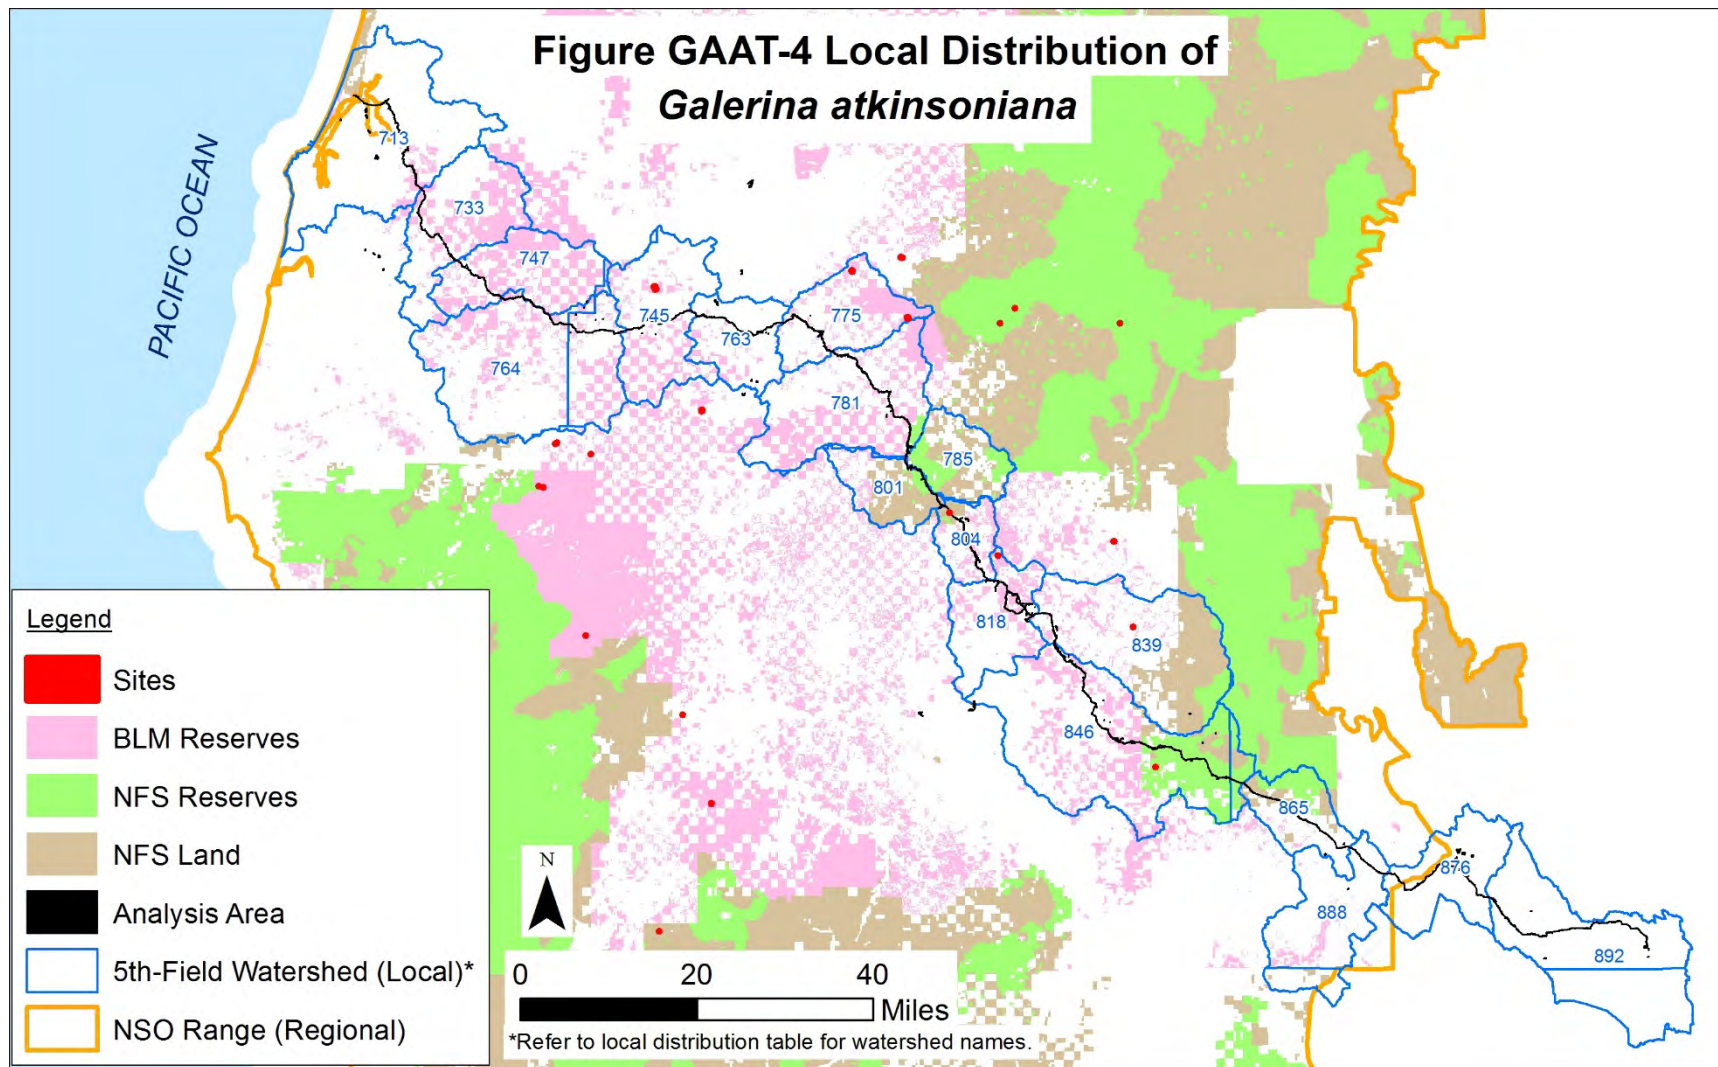 Figure GAAT-4 Local Distribution of
Galerina atkinsoniana
PACIFIC OCEAN
713
733
747
745
775
763
764
781
785
801
804
818
839
846
865
876
888
892
Legend
Sites
BLM Reserves
NFS Reserves
NFS Land
Analysis Area
5th-Field Watershed (Local)*
NSO Range (Regional)
N
0 20 40
Miles
*Refer to local distribution table for watershed names.